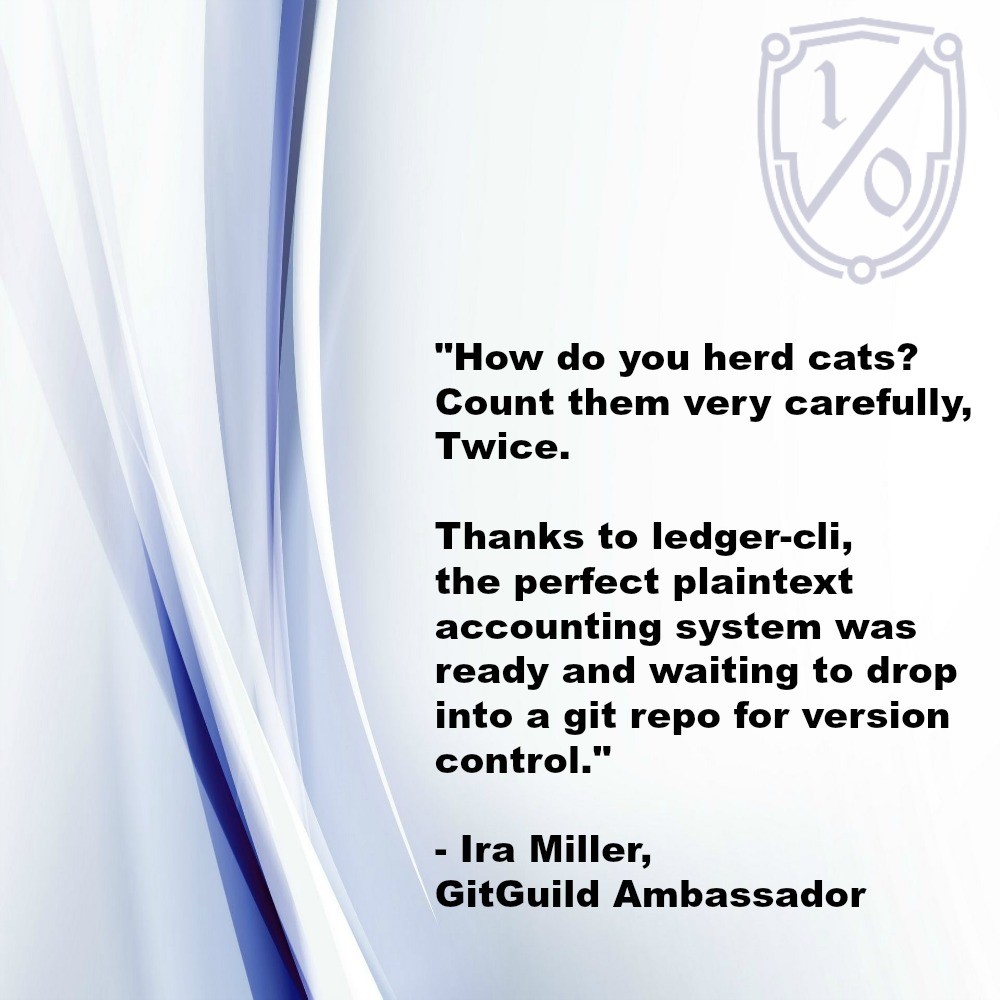 1/0
"How do you herd cats?
Count them very carefully,
Twice.
Thanks to ledger-cli,
the perfect plaintext
accounting system was
ready and waiting to drop
into a git repo for version
control."
- Ira Miller,
GitGuild Ambassador